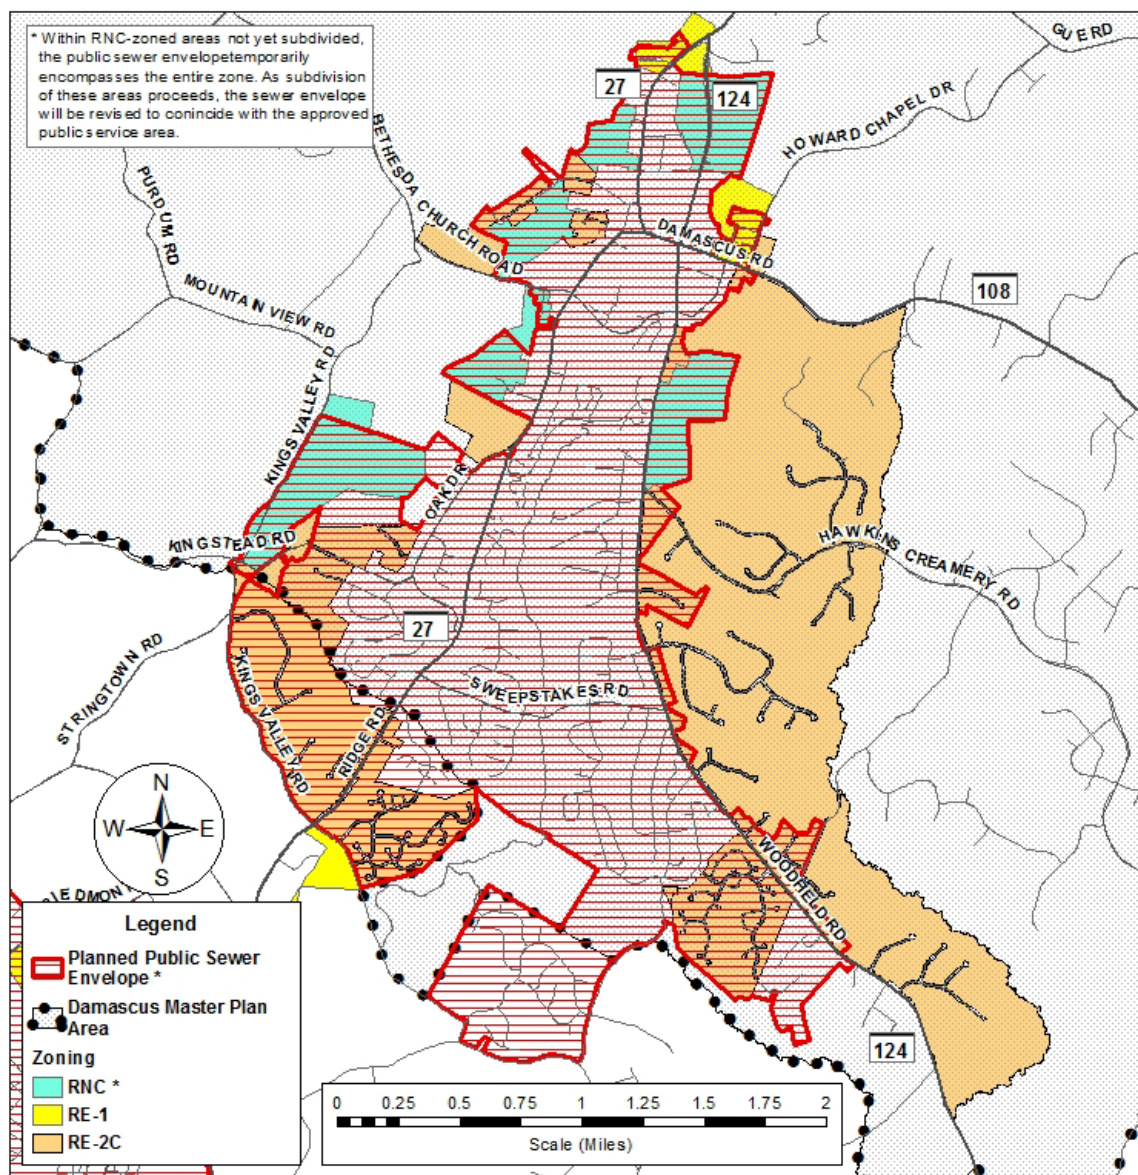 * Within RNC-zoned areas not yet subdivided,
the public sewer envelopetemporarily
encompasses the entire zone. As subdivision
of these areas proceeds, the sewer envelope
will be revised to conincide with the approved
public service area.
GUE RD
27
124
HOWARD CHAPEL DR
BETHESDA CHURCH ROAD
PURDUM RD
DAMASCUS RD
MOUNTAIN VIEW RD
108
KINGS VALLEY RD
OAK DR
KINGSTEAD RD
HAWKINS CREAMERY RD
27
STRINGTOWN RD
KINGS VALLEY RD
SWEEPSTAKES RD
RIDGE RD
N
W E
S
WOODFIELD RD
124
Legend
Planned Public Sewer
Envelope *
Damascus Master Plan
Area
Zoning
RNC *
RE-1
RE-2C
0 0.25 0.5 0.75 1 1.25 1.5 1.75 2
Scale (Miles)